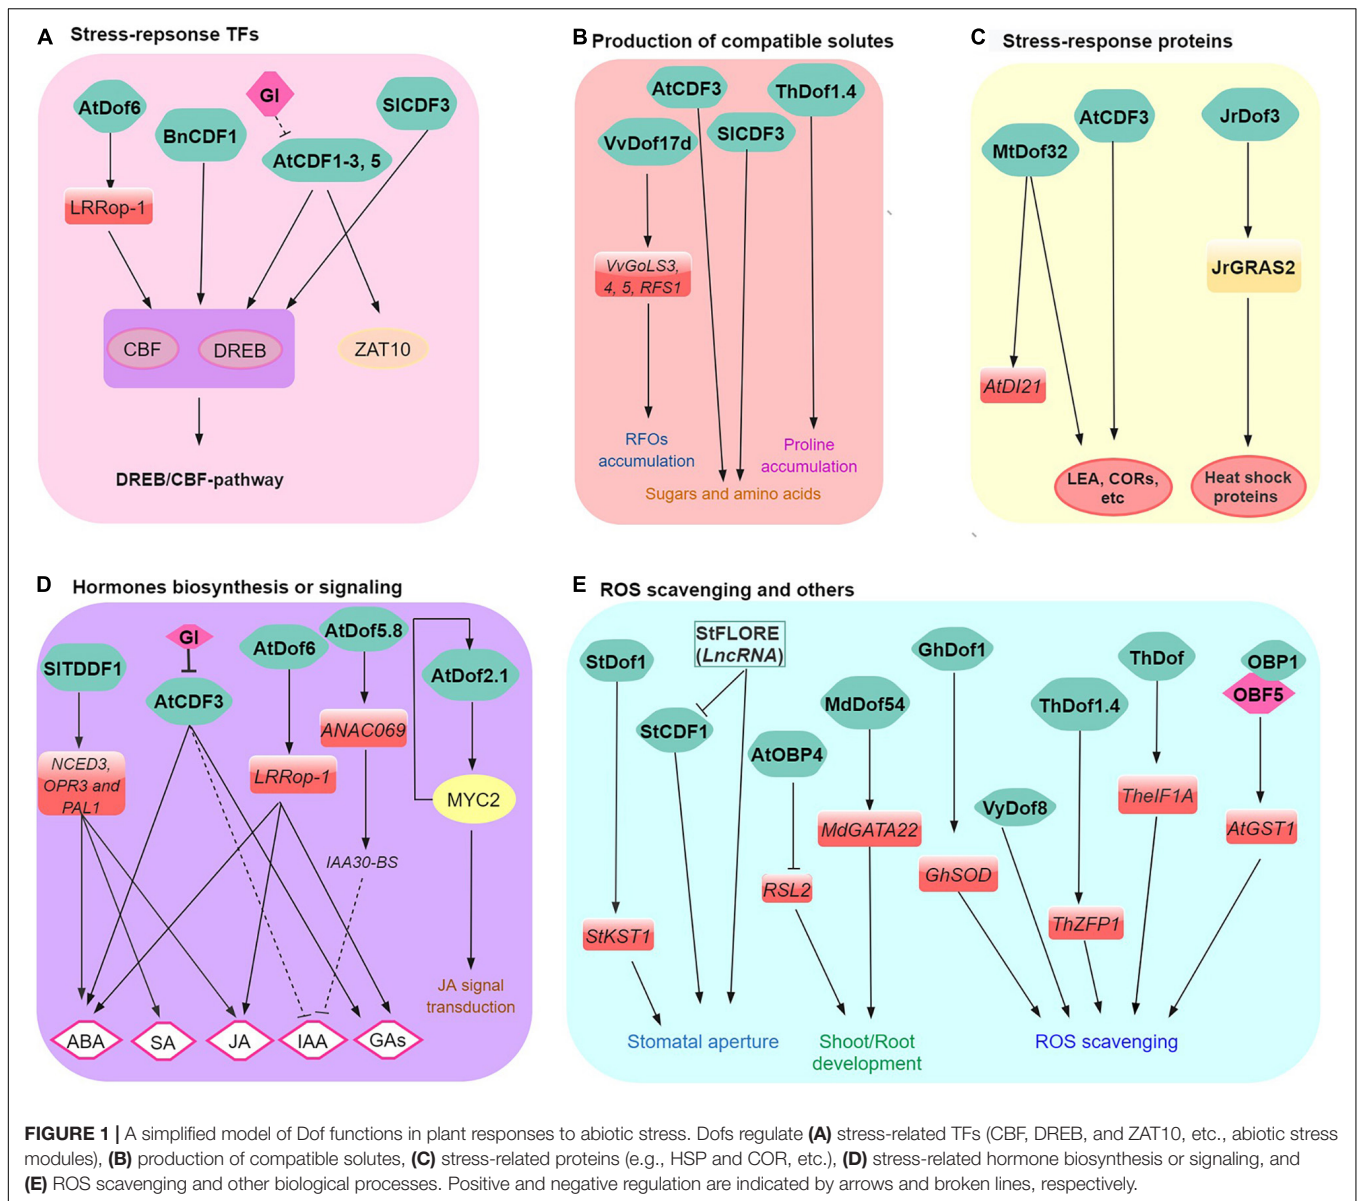 A Stress-repsonse TFs
AtDof6
BnCDF1
GI
SlCDF3
AtCDF1-3, 5
LRRop-1
CBF
DREB
ZAT10
DREB/CBF-pathway
B Production of compatible solutes
AtCDF3
ThDof1.4
VvDof17d
SlCDF3
VvGoLS3,
4, 5, RFS1
RFOs
accumulation
Proline
accumulation
Sugars and amino acids
C Stress-response proteins
AtCDF3
JrDof3
MtDof32
JrGRAS2
AtDI21
LEA, CORs,
etc
Heat shock
proteins
D Hormones biosynthesis or signaling
SlTDDF1
GI
AtCDF3
AtDof6
AtDof5.8
AtDof2.1
NCED3,
OPR3 and
PAL1
LRRop-1
ANAC069
MYC2
IAA30-BS
JA signal
transduction
ABA
SA
JA
IAA
GAs
E ROS scavenging and others
StDof1
StFLORE
(LncRNA)
StCDF1
AtOBP4
MdDof54
GhDof1
VyDof8
ThDof1.4
ThDof
OBP1
OBF5
StKST1
RSL2
MdGATA22
GhSOD
ThZFP1
TheIF1A
AtGST1
Stomatal aperture
Shoot/Root
development
ROS scavenging
FIGURE 1 | A simplified model of Dof functions in plant responses to abiotic stress. Dofs regulate (A) stress-related TFs (CBF, DREB, and ZAT10, etc., abiotic stress
modules), (B) production of compatible solutes, (C) stress-related proteins (e.g., HSP and COR, etc.), (D) stress-related hormone biosynthesis or signaling, and
(E) ROS scavenging and other biological processes. Positive and negative regulation are indicated by arrows and broken lines, respectively.